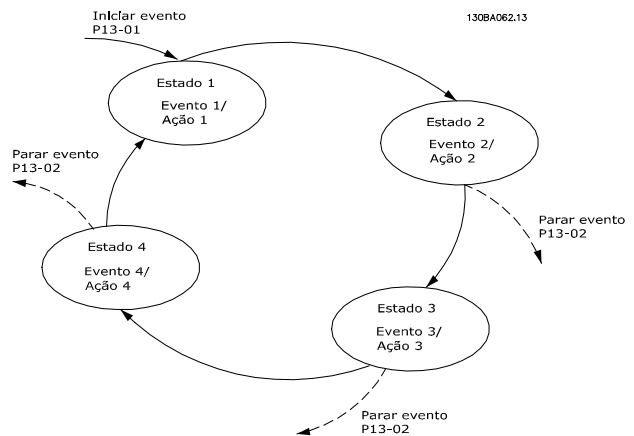 Iniciar evento
P13-01
130BA062.13
Estado 1
Evento 1/
Ação 1
Estado 2
Evento 2/
Ação 2
Parar evento
P13-02
Parar evento
P13-02
Estado 4
Evento 4/
Ação 4
Estado 3
Evento 3/
Ação 3
Parar evento
P13-02